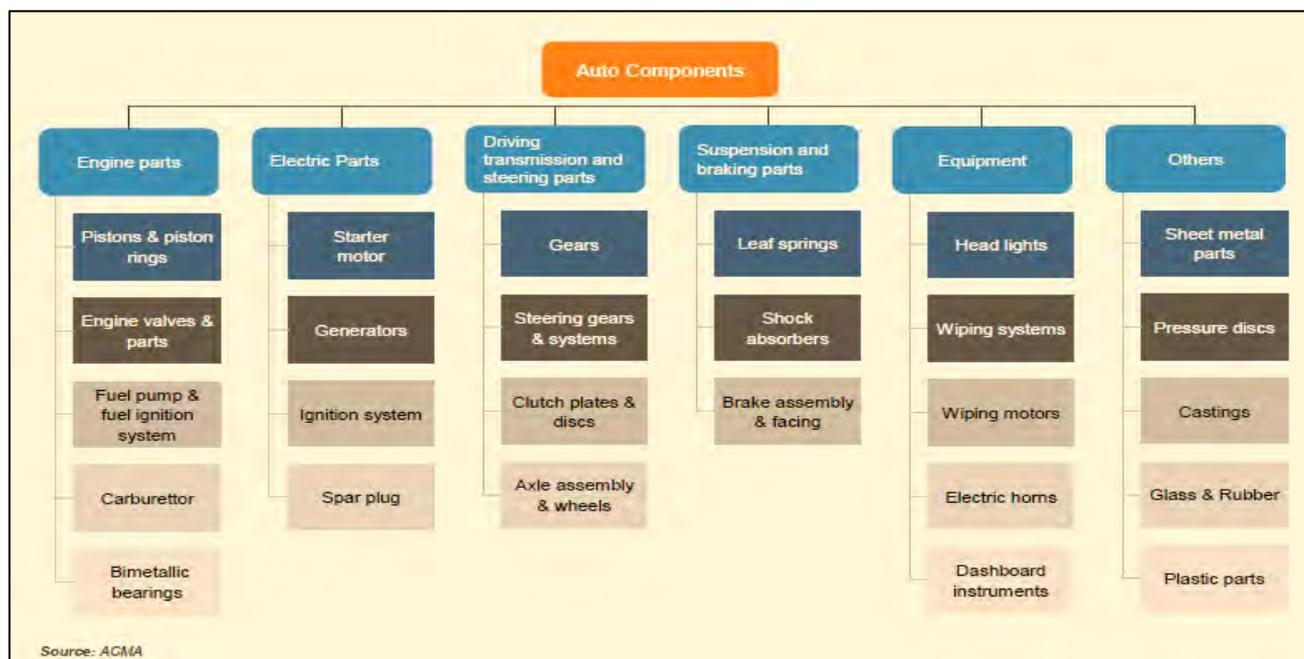 Auto Components
Engine parts
Electric Parts
Driving
transmission and
steering parts
Suspension and
braking parts
Equipment
Others
Pistons & piston
rings
Starter
motor
Gears
Leaf springs
Head lights
Sheet metal
parts
Engine valves &
parts
Generators
Steering gears
& systems
Shock
absorbers
Wiping systems
Pressure discs
Fuel pump &
fuel ignition
system
Ignition system
Clutch plates &
discs
Brake assembly
& facing
Wiping motors
Castings
Carburettor
Spar plug
Axle assembly
& wheels
Electric horns
Glass & Rubber
Bimetallic
bearings
Dashboard
instruments
Plastic parts
Source: ACMA